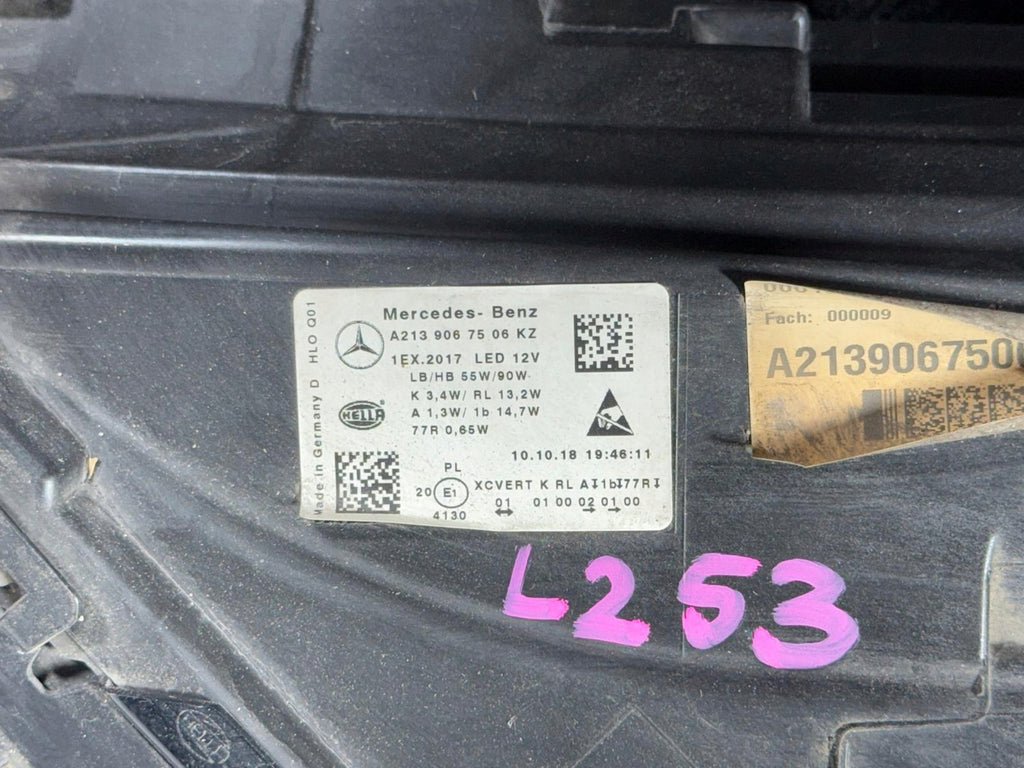 Mercedes- Benz
A213 906 75 06 KZ
1EX.2017 LED 12V
LB/HB 55W/90W
K 3,4W/ RL 13,2W
A 1,3W/ 1b 14,7W
77R 0,65W
10.10.18 19:46:11
HELLA
Made in Germany D HLO Q01
PL
20 E1 XCVERT K RL A↧1b↧77R↧
4130 01 01 00 02 01 00
Fach: 000009
A213906750
L253
HELLA